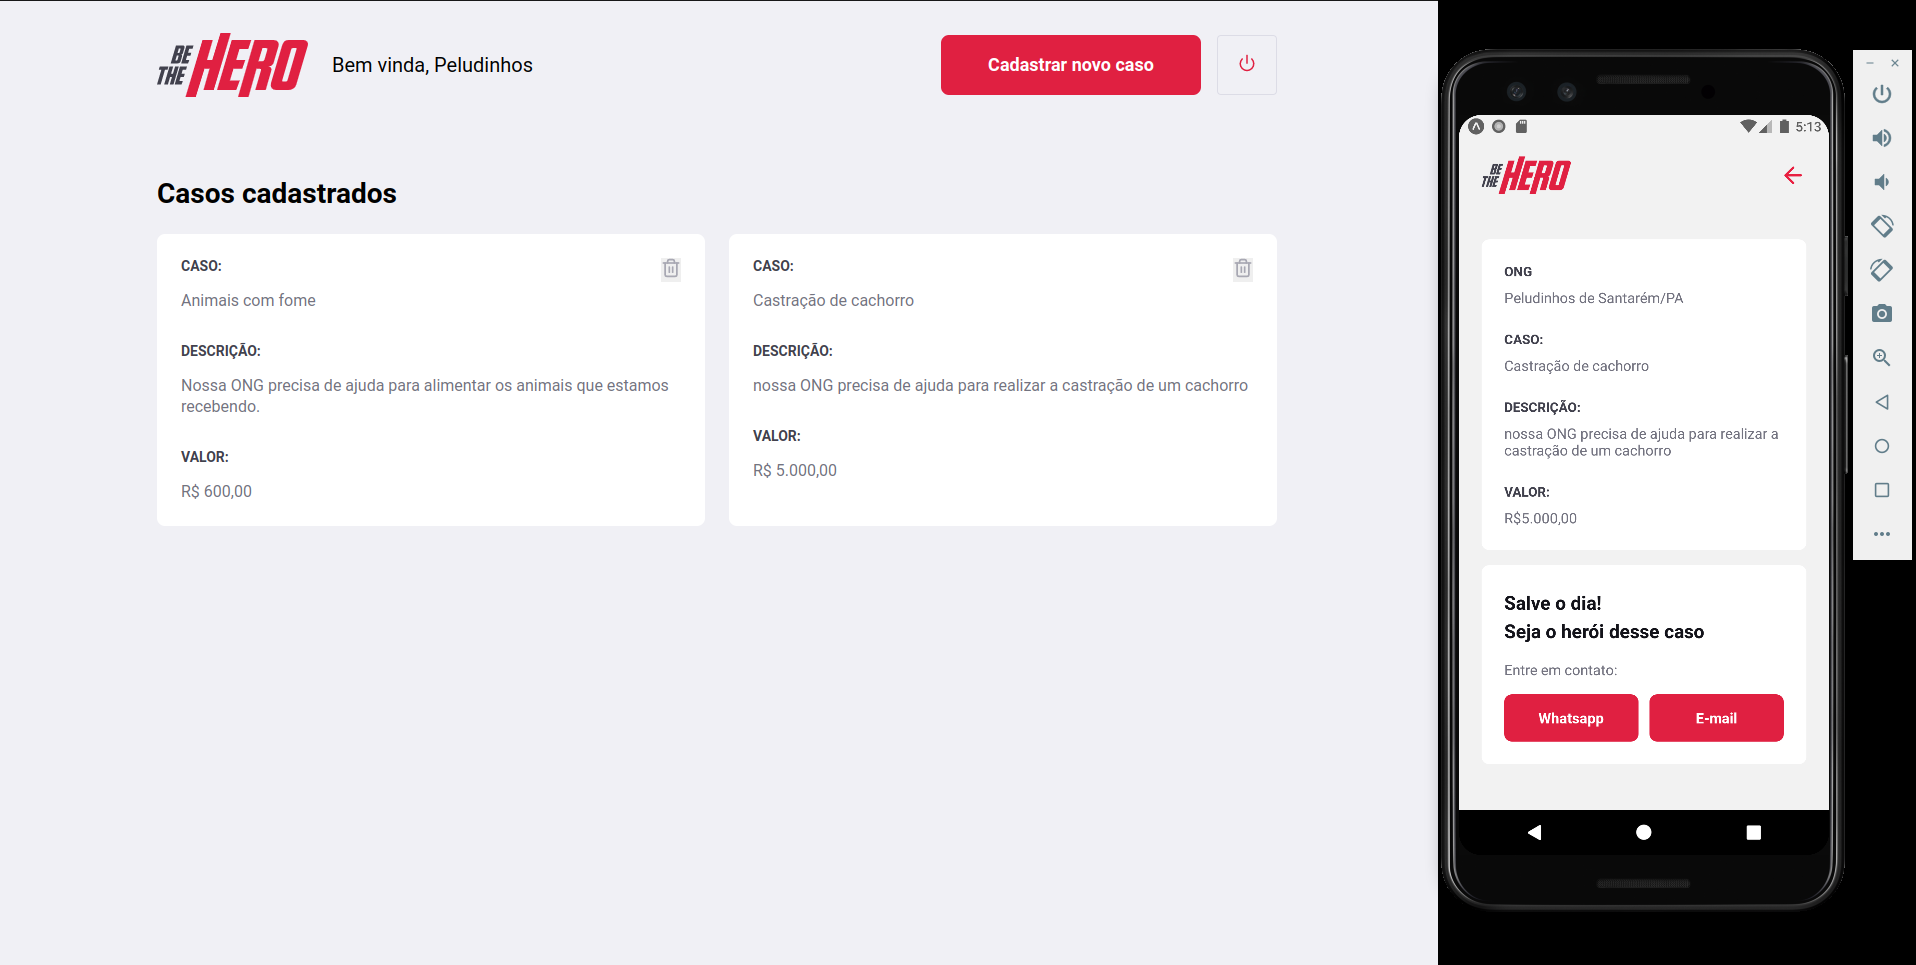 BE THE HERO
Bem vinda, Peludinhos
Cadastrar novo caso
Casos cadastrados
CASO:
Animais com fome
DESCRIÇÃO:
Nossa ONG precisa de ajuda para alimentar os animais que estamos
recebendo.
VALOR:
R$ 600,00
CASO:
Castração de cachorro
DESCRIÇÃO:
nossa ONG precisa de ajuda para realizar a castração de um cachorro
VALOR:
R$ 5.000,00
5:13
BE THE HERO
ONG
Peludinhos de Santarém/PA
CASO:
Castração de cachorro
DESCRIÇÃO:
nossa ONG precisa de ajuda para realizar a
castração de um cachorro
VALOR:
R$5.000,00
Salve o dia!
Seja o herói desse caso
Entre em contato:
Whatsapp
E-mail